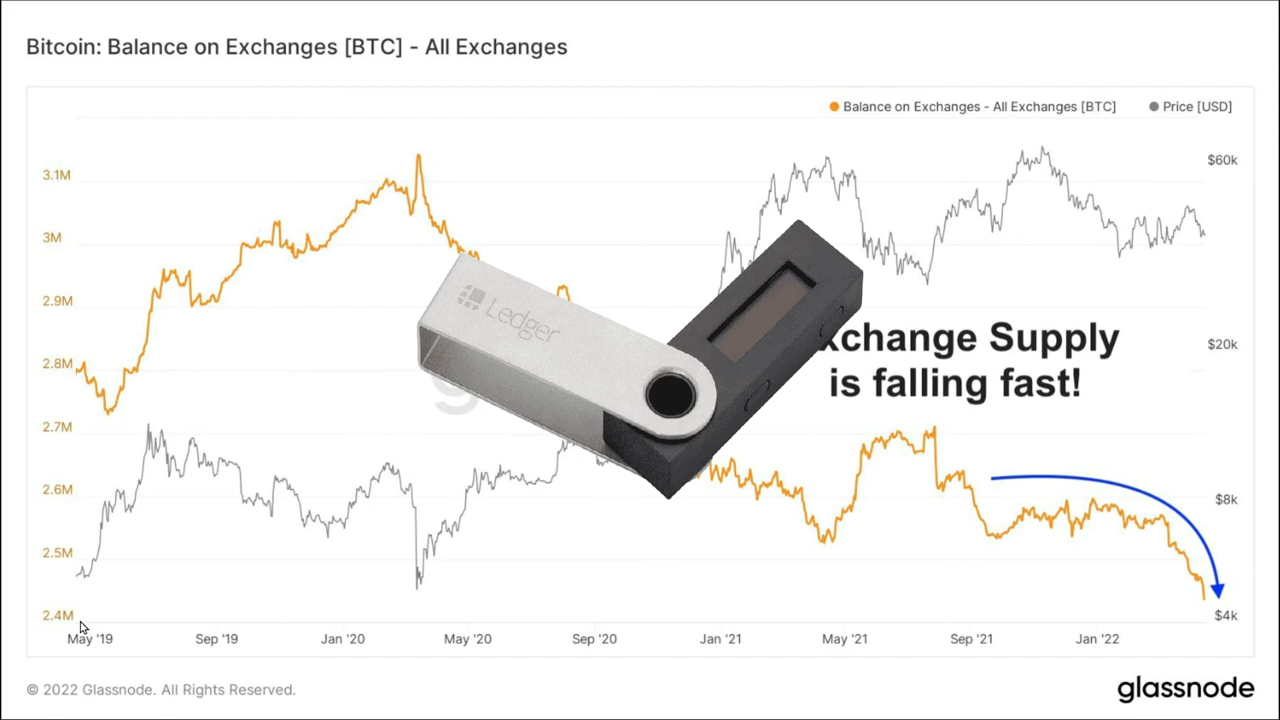 Bitcoin: Balance on Exchanges [BTC] - All Exchanges
Balance on Exchanges - All Exchanges [BTC]
Price [USD]
3.1M
3M
2.9M
2.8M
2.7M
2.6M
2.5M
2.4M
$60k
$20k
$8k
$4k
Ledger
xchange Supply
is falling fast!
May '19
Sep '19
Jan '20
May '20
Sep '20
Jan '21
May '21
Sep '21
Jan '22
© 2022 Glassnode. All Rights Reserved.
glassnode